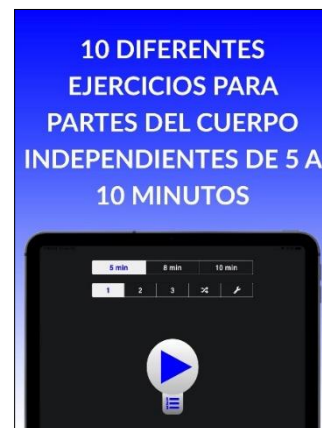 10 DIFERENTES
EJERCICIOS PARA
PARTES DEL CUERPO
INDEPENDIENTES DE 5 A
10 MINUTOS
5 min 8 min 10 min
1 2 3